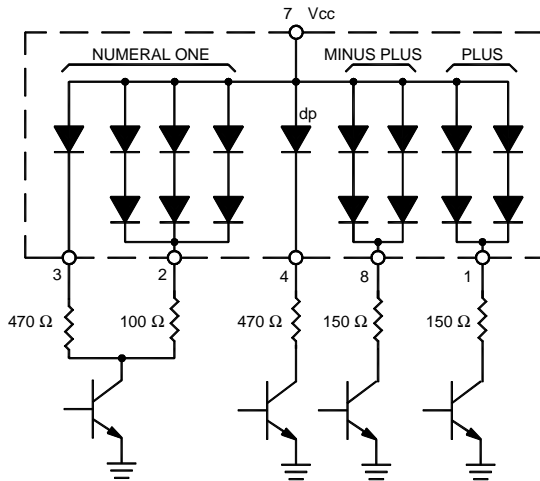 7 Vcc
NUMERAL ONE
MINUS PLUS
PLUS
dp
3
2
4
8
1
470 Ω
100 Ω
470 Ω
150 Ω
150 Ω